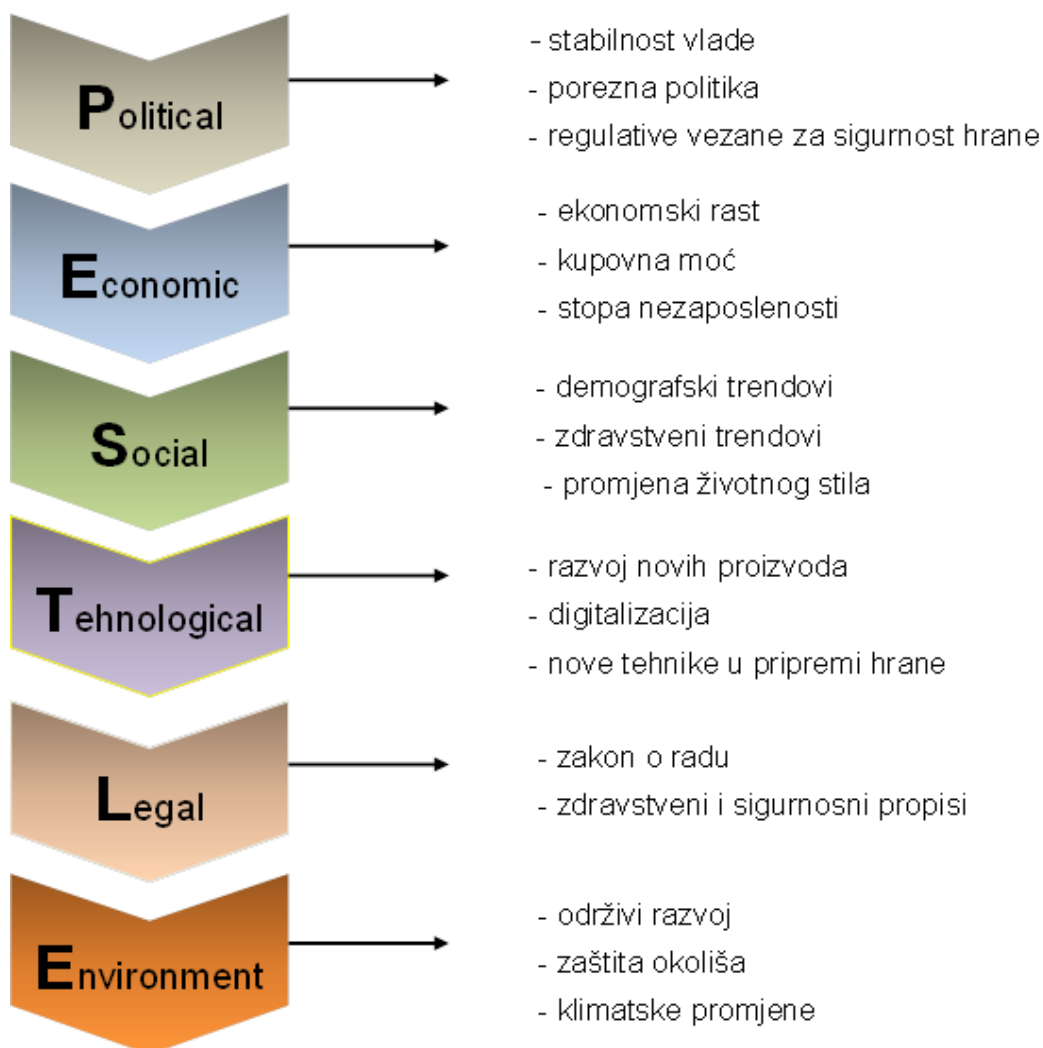 Political
- stabilnost vlade
- porezna politika
- regulative vezane za sigurnost hrane
Economic
- ekonomski rast
- kupovna moć
- stopa nezaposlenosti
Social
- demografski trendovi
- zdravstveni trendovi
- promjena životnog stila
Tehnological
- razvoj novih proizvoda
- digitalizacija
- nove tehnike u pripremi hrane
Legal
- zakon o radu
- zdravstveni i sigurnosni propisi
Environment
- održivi razvoj
- zaštita okoliša
- klimatske promjene